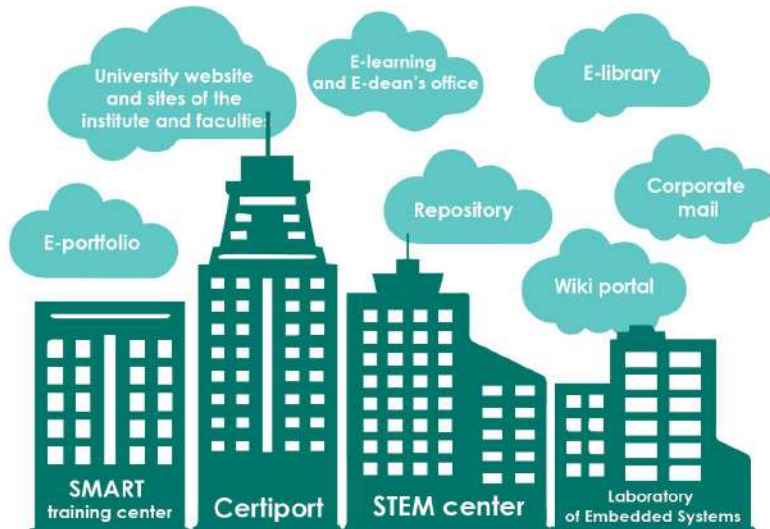 University website
and sites of the
institute and faculties
E-learning
and E-dean's office
E-library
E-portfolio
Repository
Corporate
mail
Wiki portal
SMART
training center
Certiport
STEM center
Laboratory
of Embedded Systems